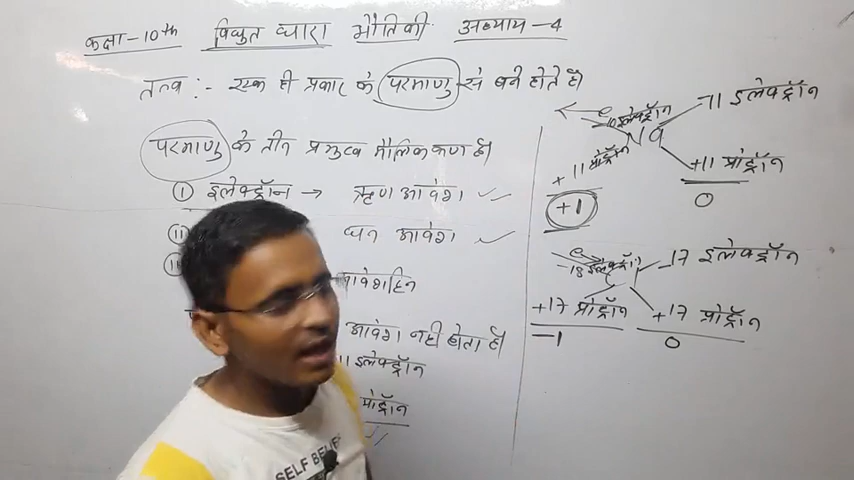 कक्षा-10th विद्युत धारा भौतिकी अध्याय-4
तत्व :- एक ही प्रकार के परमाणु से बने होते हैं
परमाणु के तीन प्रमुख मौलिक कण हैं
① इलेक्ट्रॉन → ऋण आवेश ✓✓
⑪ धन आवेश ✓
आवेशहिन
आवेश नहीं होता है
11 इलेक्ट्रॉन
प्रोट्रॉन
Na
-11 इलेक्ट्रॉन
+11 प्रोट्रॉन
0
← e
-10 इलेक्ट्रॉन
+11 प्रोट्रॉन
+1
-17 इलेक्ट्रॉन
+17 प्रोट्रॉन
0
e
-18 इलेक्ट्रॉन
+17 प्रोट्रॉन
-1
SELF BELIEF